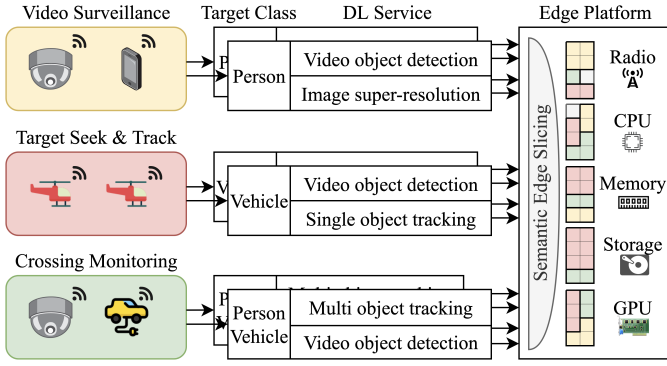 Video Surveillance
Target Class
DL Service
Edge Platform
P
Person
Video object detection
Image super-resolution
Target Seek & Track
V
Vehicle
Video object detection
Single object tracking
Crossing Monitoring
P
Person
Vehicle
Multi object tracking
Video object detection
Semantic Edge Slicing
Radio
CPU
Memory
Storage
GPU